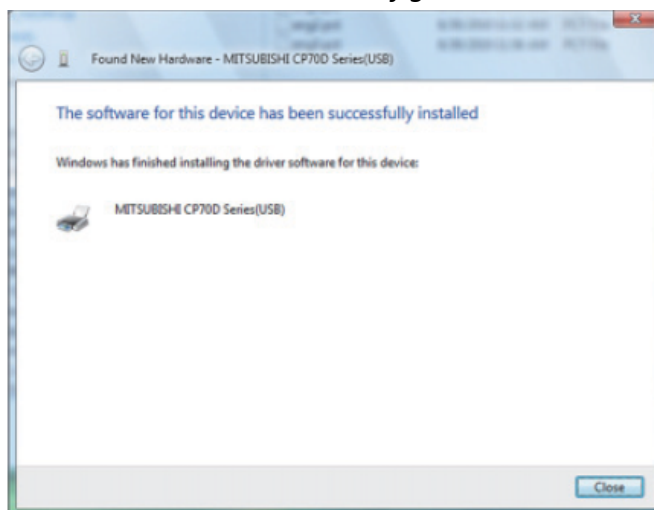 Found New Hardware - MITSUBISHI CP70D Series(USB)
The software for this device has been successfully installed
Windows has finished installing the driver software for this device:
MITSUBISHI CP70D Series(USB)
Close